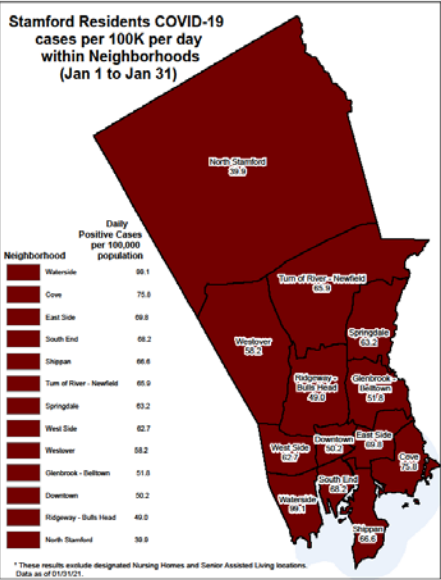 Stamford Residents COVID-19
cases per 100K per day
within Neighborhoods
(Jan 1 to Jan 31)
North Stamford
39.9
Turn of River - Newfield
65.9
Springdale
63.2
Westover
58.2
Ridgeway -
Bulls Head
49.0
Glenbrook -
Belltown
51.8
West Side
62.7
Downtown
50.2
East Side
69.8
Cove
75.8
South End
68.2
Waterside
99.1
Shippan
66.6
Neighborhood
Daily
Positive Cases
per 100,000
population
Waterside 99.1
Cove 75.8
East Side 69.8
South End 68.2
Shippan 66.6
Turn of River - Newfield 65.9
Springdale 63.2
West Side 62.7
Westover 58.2
Glenbrook - Belltown 51.8
Downtown 50.2
Ridgeway - Bulls Head 49.0
North Stamford 39.9
* These results exclude designated Nursing Homes and Senior Assisted Living locations.
Data as of 01/31/21.